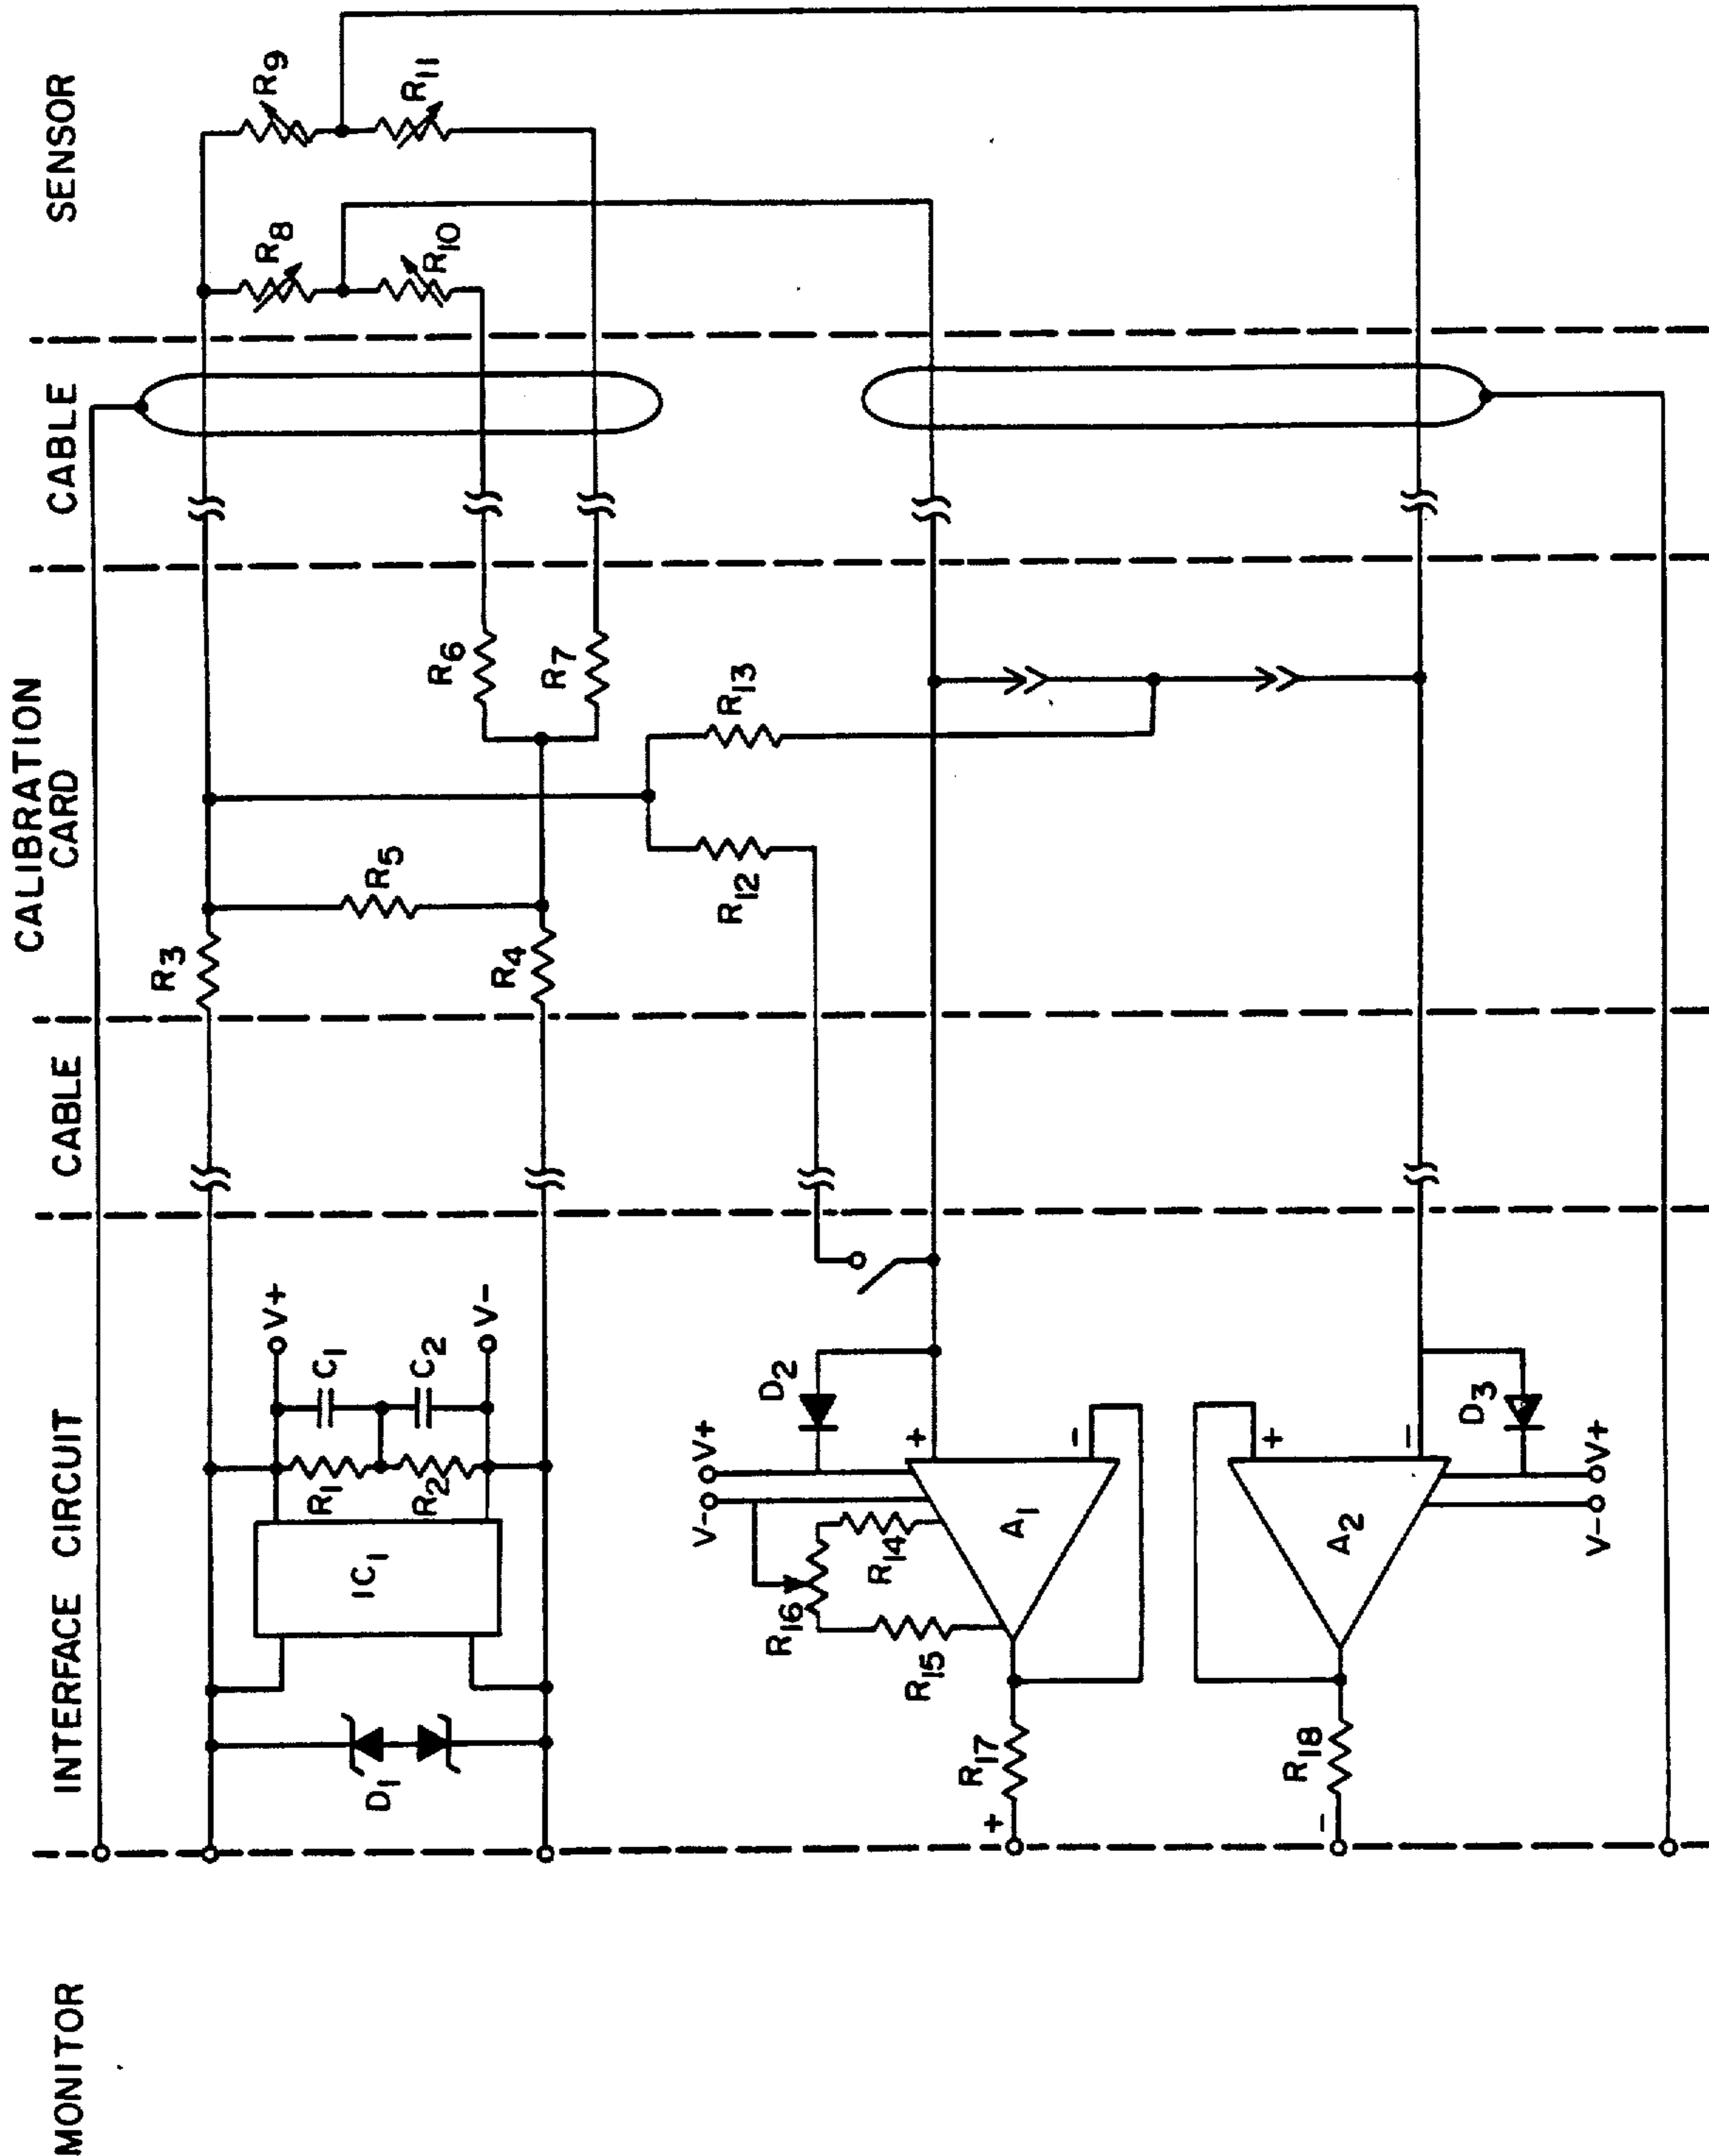 MONITOR
INTERFACE CIRCUIT
CABLE
CALIBRATION
CARD
CABLE
SENSOR
D1
IC1
R1
R2
C1
C2
V+
V-
R3
R4
R5
R6
R7
R8
R9
R10
R11
R12
R13
V-
V+
D2
R16
R14
R15
A1
+
-
R17
+
A2
+
-
D3
V-
V+
R18
-